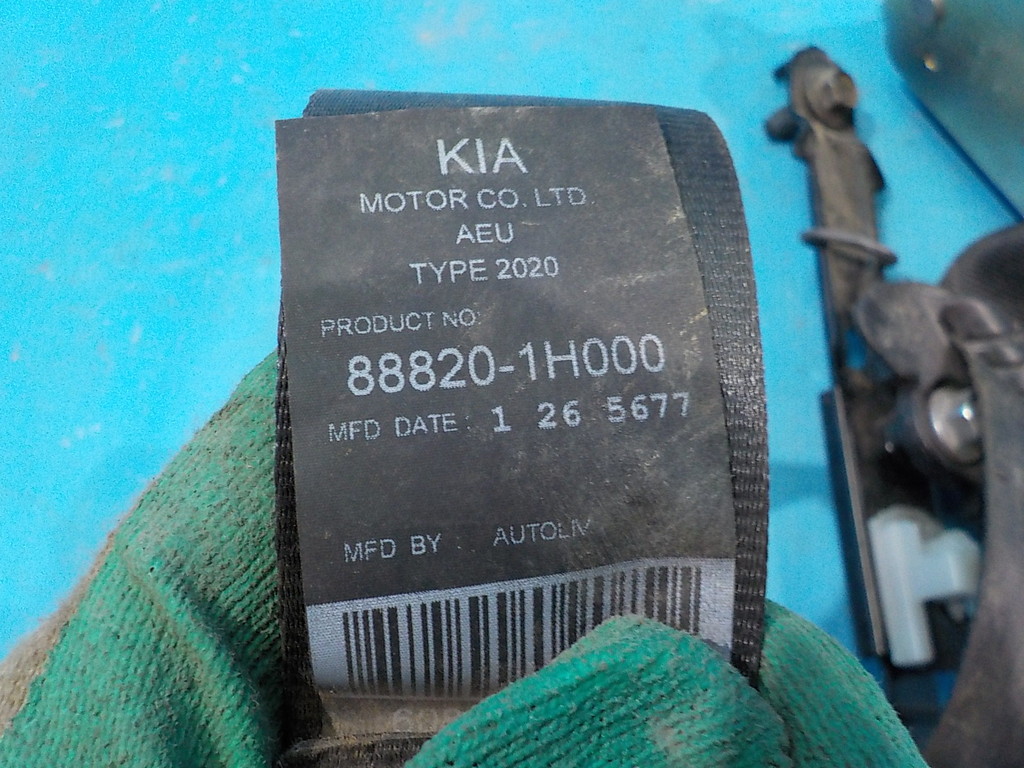 KIA
MOTOR CO. LTD.
AEU
TYPE 2020
PRODUCT NO:
88820-1H000
MFD DATE: 1 26 5677
MFD BY : AUTOLIV